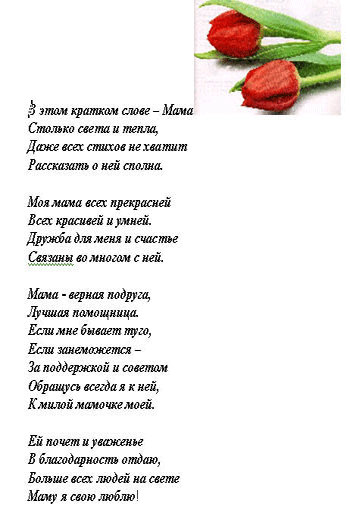 В этом кратком слове – Мама
Столько света и тепла,
Даже всех стихов не хватит
Рассказать о ней сполна.

Моя мама всех прекрасней
Всех красивей и умней.
Дружба для меня и счастье
Связаны во многом с ней.

Мама - верная подруга,
Лучшая помощница.
Если мне бывает туго,
Если занеможется –
За поддержкой и советом
Обращусь всегда я к ней,
К милой мамочке моей.

Ей почет и уваженье
В благодарность отдаю,
Больше всех людей на свете
Маму я свою люблю!